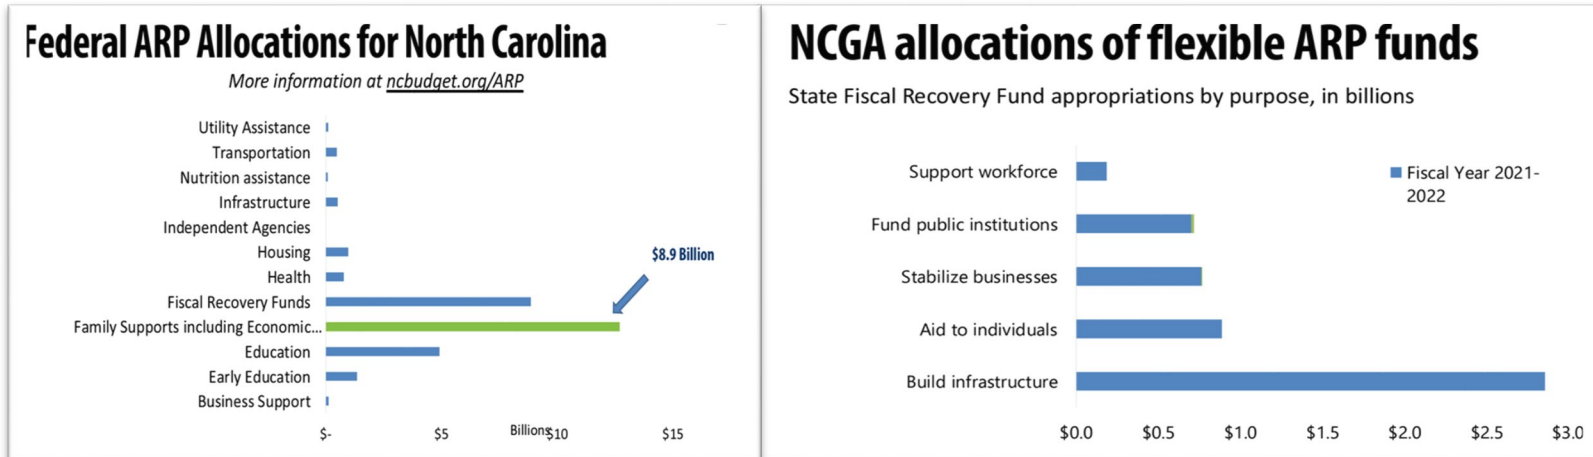 Federal ARP Allocations for North Carolina
More information at ncbudget.org/ARP
Utility Assistance
Transportation
Nutrition assistance
Infrastructure
Independent Agencies
Housing
Health
Fiscal Recovery Funds
Family Supports including Economic...
Education
Early Education
Business Support
$8.9 Billion
$- $5 $10 $15
Billions
NCGA allocations of flexible ARP funds
State Fiscal Recovery Fund appropriations by purpose, in billions
Support workforce
Fund public institutions
Stabilize businesses
Aid to individuals
Build infrastructure
Fiscal Year 2021-
2022
$0.0 $0.5 $1.0 $1.5 $2.0 $2.5 $3.0